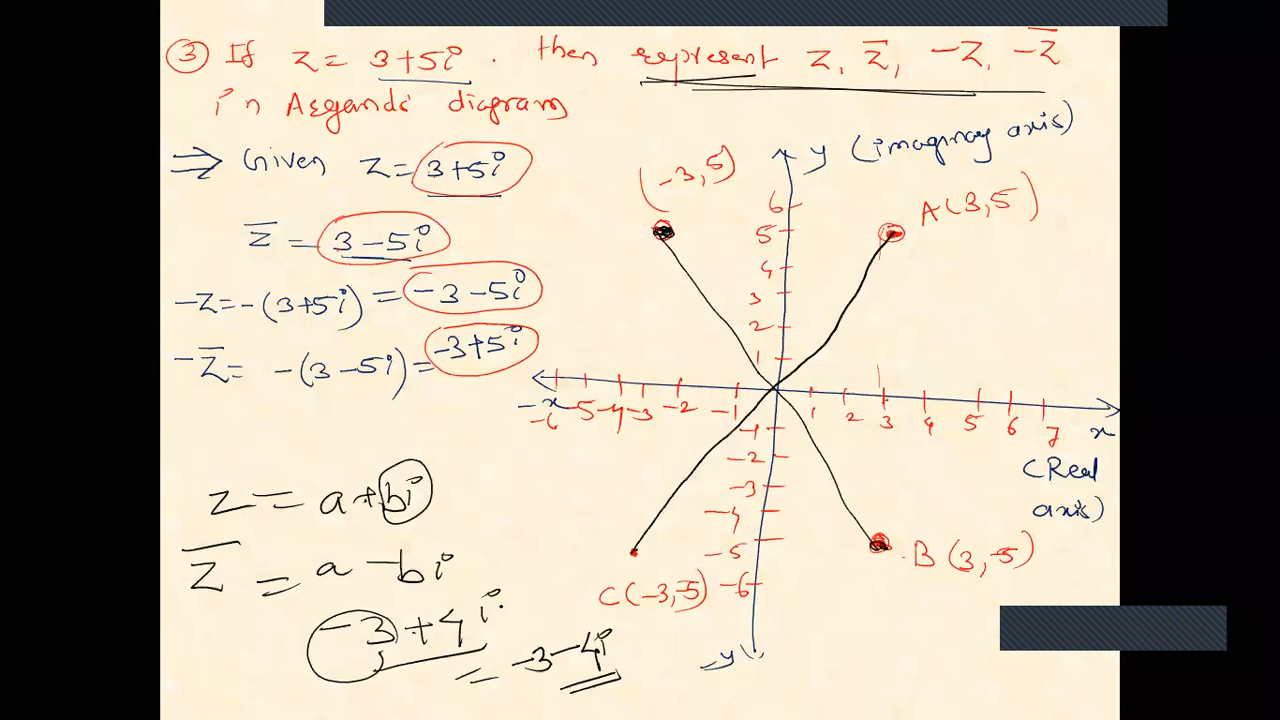 ③ If z = 3+5i . then represent z, z̅, -z, -z̅
in Argands diagram
⇒ Given z = 3+5i
z̅ = 3-5i
-z = -(3+5i) = -3-5i
-z̅ = -(3-5i) = -3+5i
z = a+bi
z̅ = a-bi
-3+4i
= -3-4i
y (imaginay axis)
(-3,5)
A(3,5)
6
5
4
3
2
1
-x
-6 -5 -4 -3 -2 -1 1 2 3 4 5 6 7 x
(Real
axis)
-1
-2
-3
-4
-5
-6
B (3,-5)
C(-3,-5)
-y